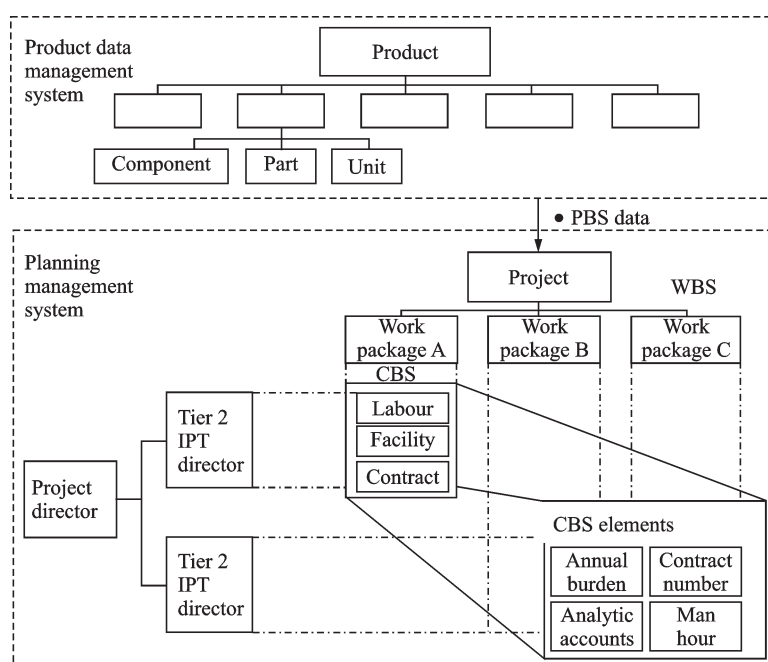 Product data
management
system
Product
Component
Part
Unit
● PBS data
Planning
management
system
Project
WBS
Work
package A
Work
package B
Work
package C
CBS
Labour
Facility
Contract
Tier 2
IPT
director
Project
director
Tier 2
IPT
director
CBS elements
Annual
burden
Contract
number
Analytic
accounts
Man
hour